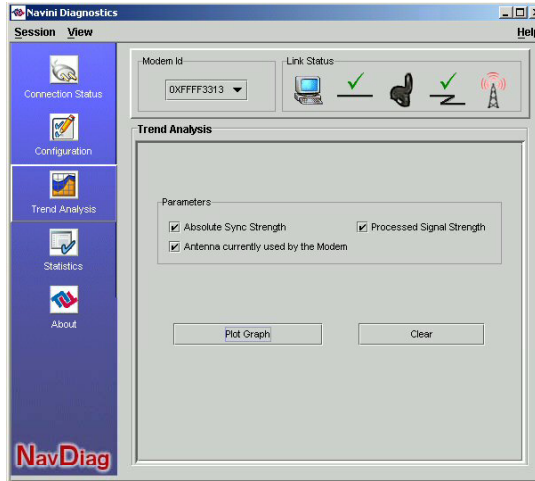 Navini Diagnostics
Session View Help
Modem Id
Link Status
0XFFFF3313
Connection Status
Configuration
Trend Analysis
Statistics
About
NavDiag
Trend Analysis
Parameters
Absolute Sync Strength
Processed Signal Strength
Antenna currently used by the Modem
Plot Graph
Clear